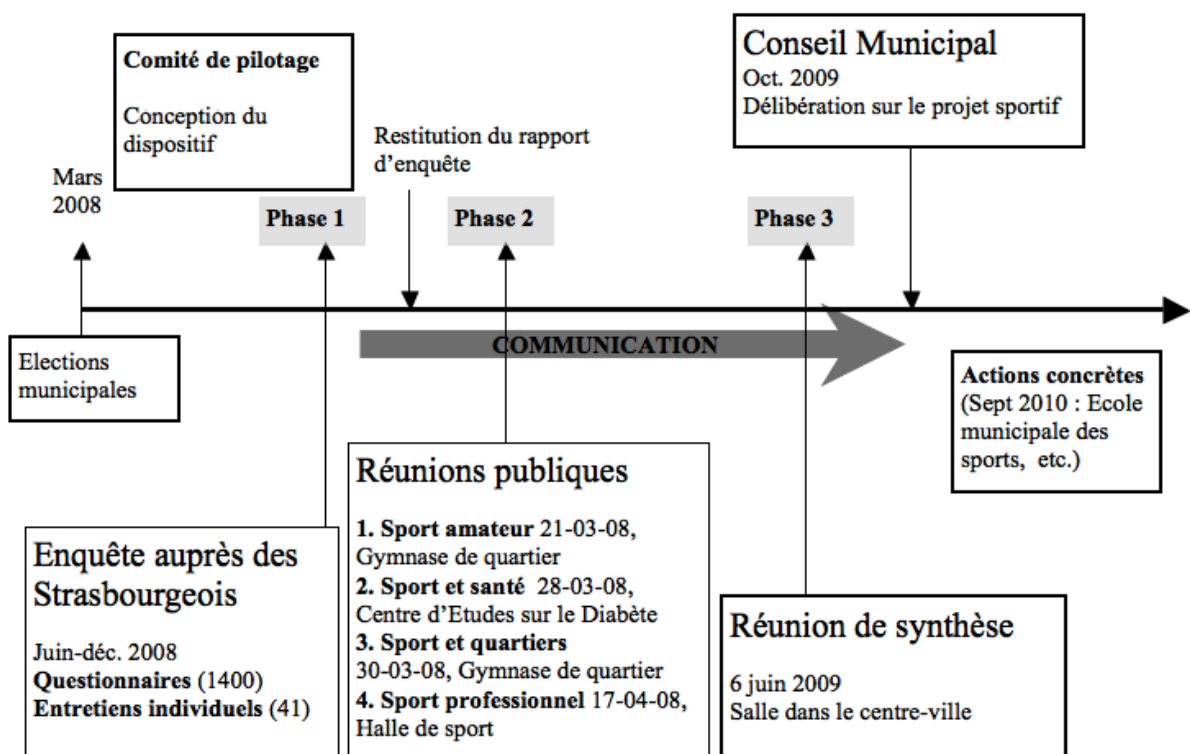 Comité de pilotage
Conception du
dispositif
Conseil Municipal
Oct. 2009
Délibération sur le projet sportif
Restitution du rapport
d'enquête
Mars
2008
Phase 1
Phase 2
Phase 3
COMMUNICATION
Elections
municipales
Actions concrètes
(Sept 2010 : Ecole
municipale des
sports, etc.)
Enquête auprès des
Strasbourgeois
Juin-déc. 2008
Questionnaires (1400)
Entretiens individuels (41)
Réunions publiques
1. Sport amateur 21-03-08,
Gymnase de quartier
2. Sport et santé 28-03-08,
Centre d'Etudes sur le Diabète
3. Sport et quartiers
30-03-08, Gymnase de quartier
4. Sport professionnel 17-04-08,
Halle de sport
Réunion de synthèse
6 juin 2009
Salle dans le centre-ville